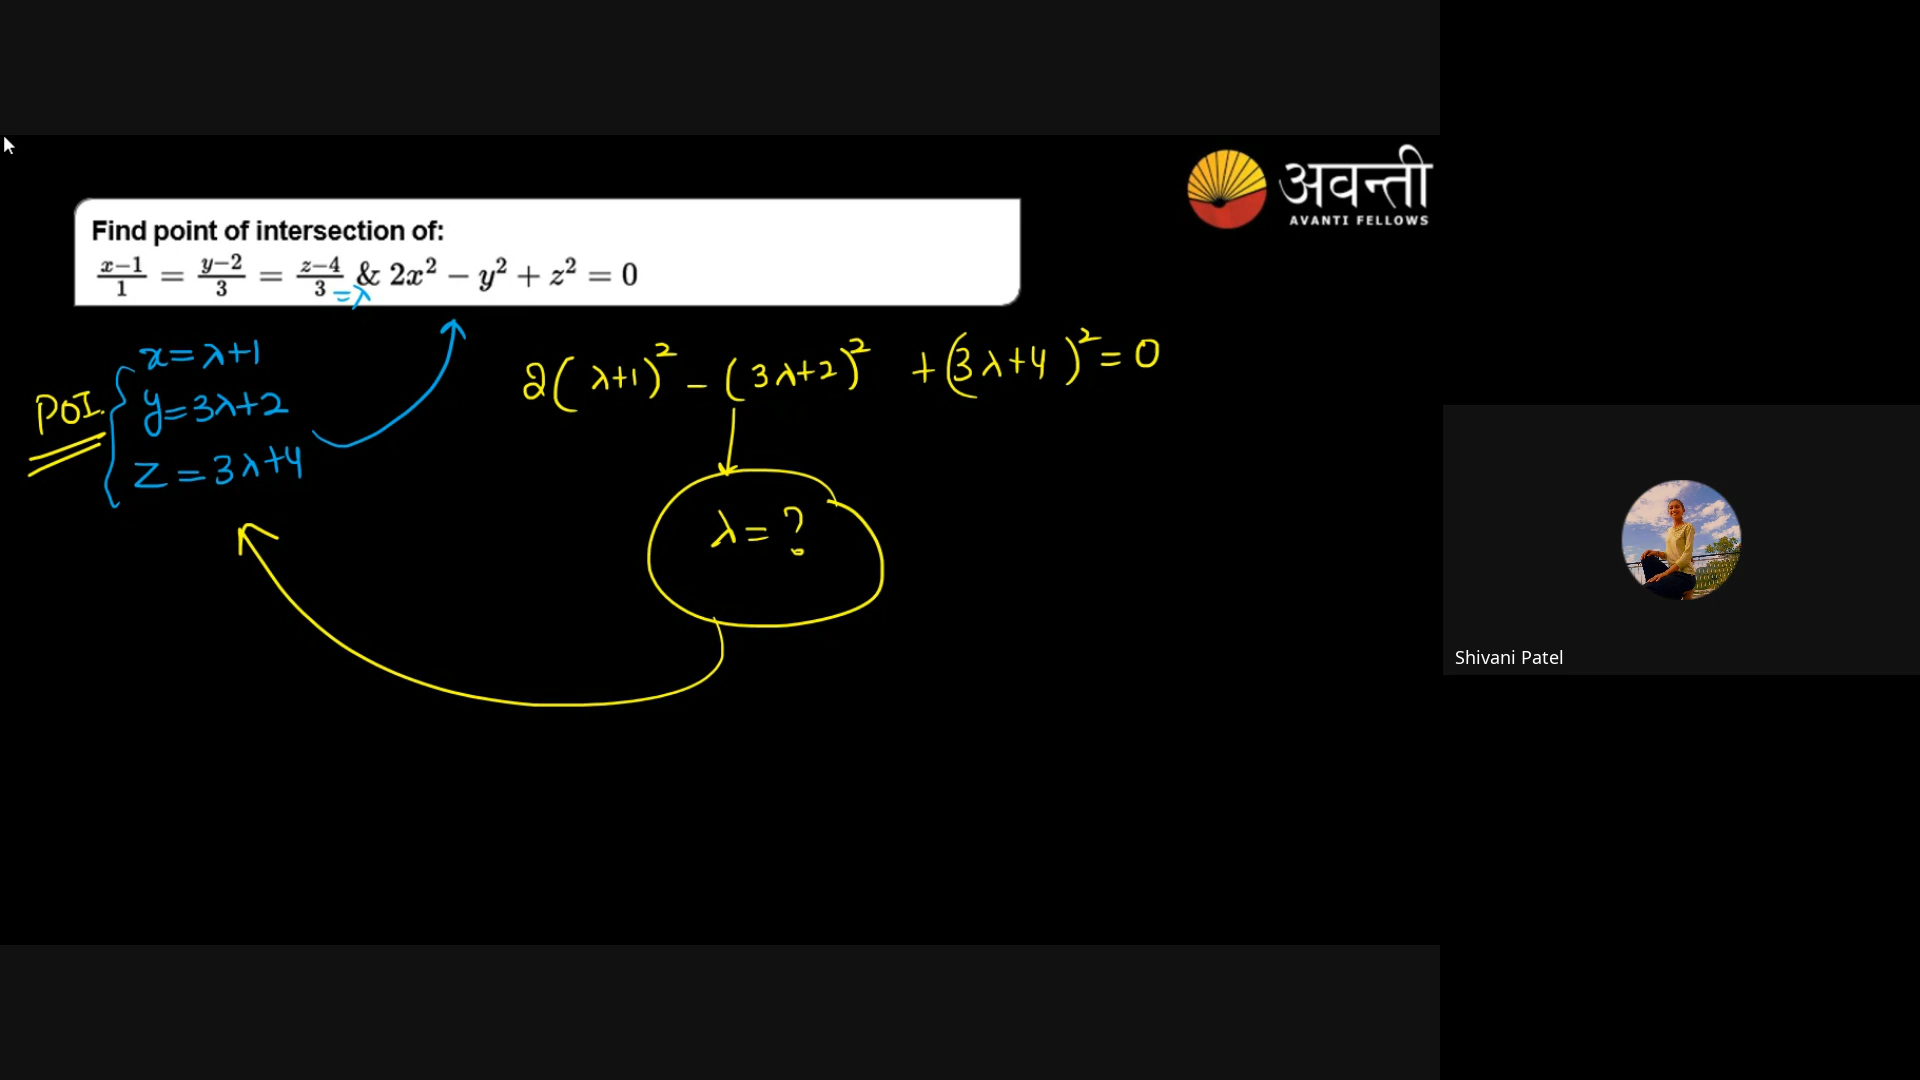 अवन्ती
AVANTI FELLOWS
Find point of intersection of:
(x−1)/1 = (y−2)/3 = (z−4)/3 & 2x² − y² + z² = 0
=λ
x=λ+1
y=3λ+2
z=3λ+4
POI.
2(λ+1)² − (3λ+2)² + (3λ+4)² = 0
λ=?
Shivani Patel